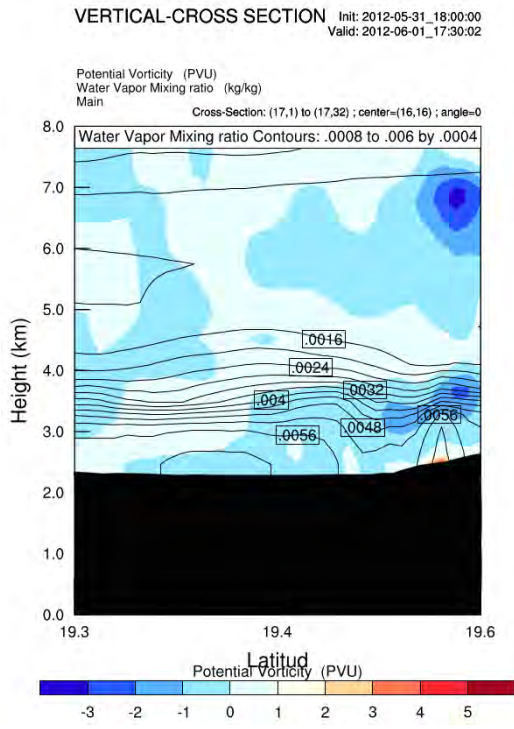 VERTICAL-CROSS SECTION Init: 2012-05-31_18:00:00
Valid: 2012-06-01_17:30:02
Potential Vorticity (PVU)
Water Vapor Mixing ratio (kg/kg)
Main
Cross-Section: (17,1) to (17,32) ; center=(16,16) ; angle=0
Water Vapor Mixing ratio Contours: .0008 to .006 by .0004
8.0
7.0
6.0
5.0
4.0
3.0
2.0
1.0
0.0
Height (km)
.0016
.0024
.0032
.004
.0056
.0048
.0056
19.3 19.4 19.6
Latitud
Potential Vorticity (PVU)
-3 -2 -1 0 1 2 3 4 5